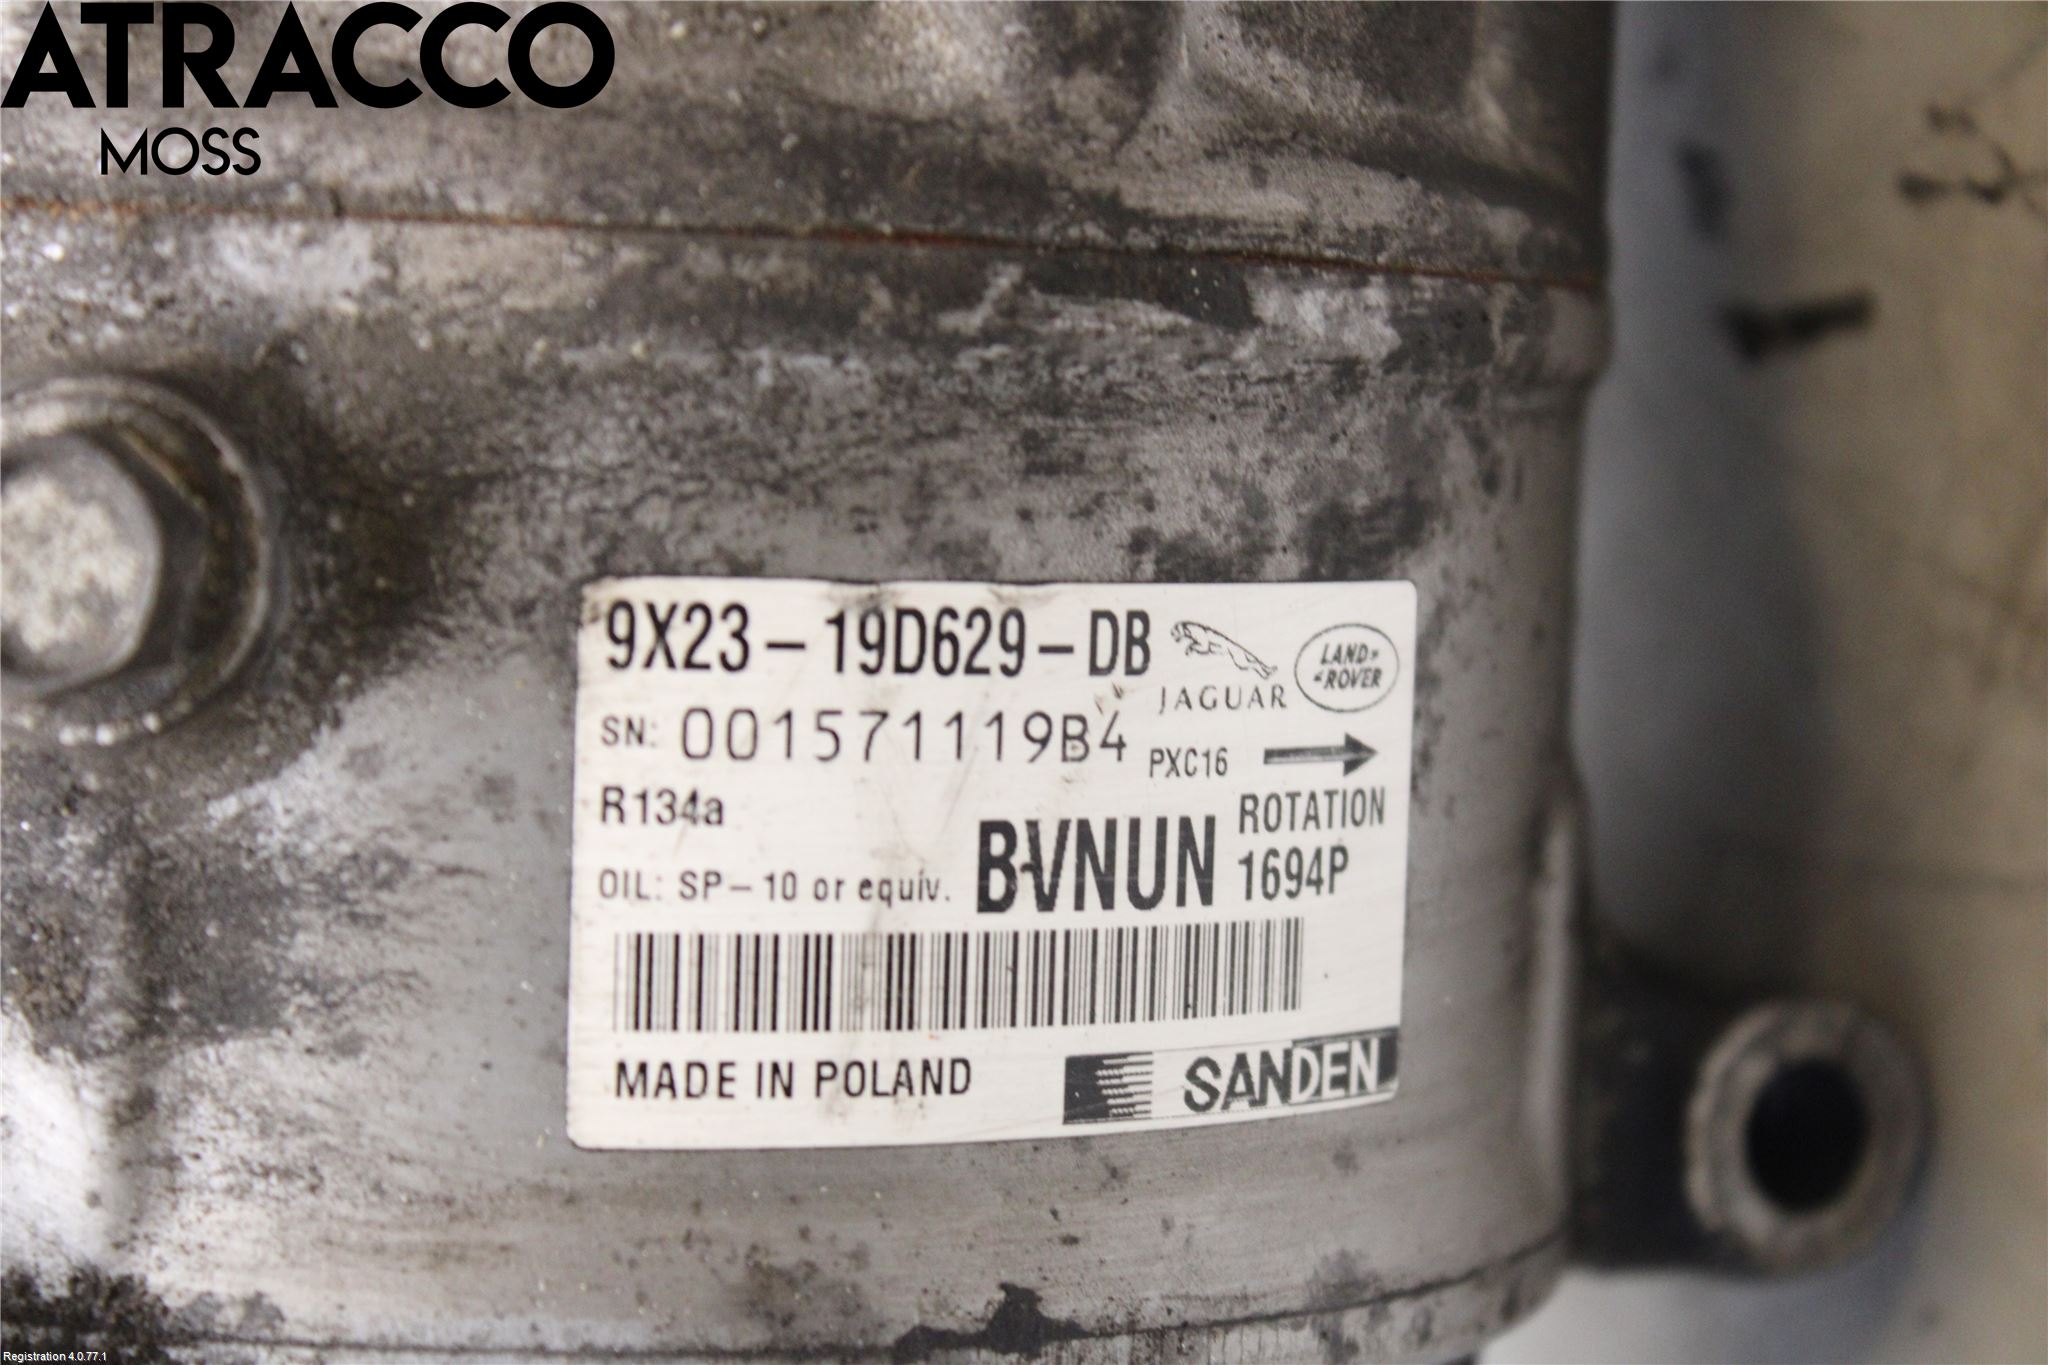 ATRACCO
MOSS
9X23-19D629-DB
JAGUAR
LAND ROVER
SN: 001571119B4
PXC16
R134a
ROTATION
OIL: SP-10 or equiv.
BVNUN
1694P
MADE IN POLAND
SANDEN
Registration 4.0.77.1